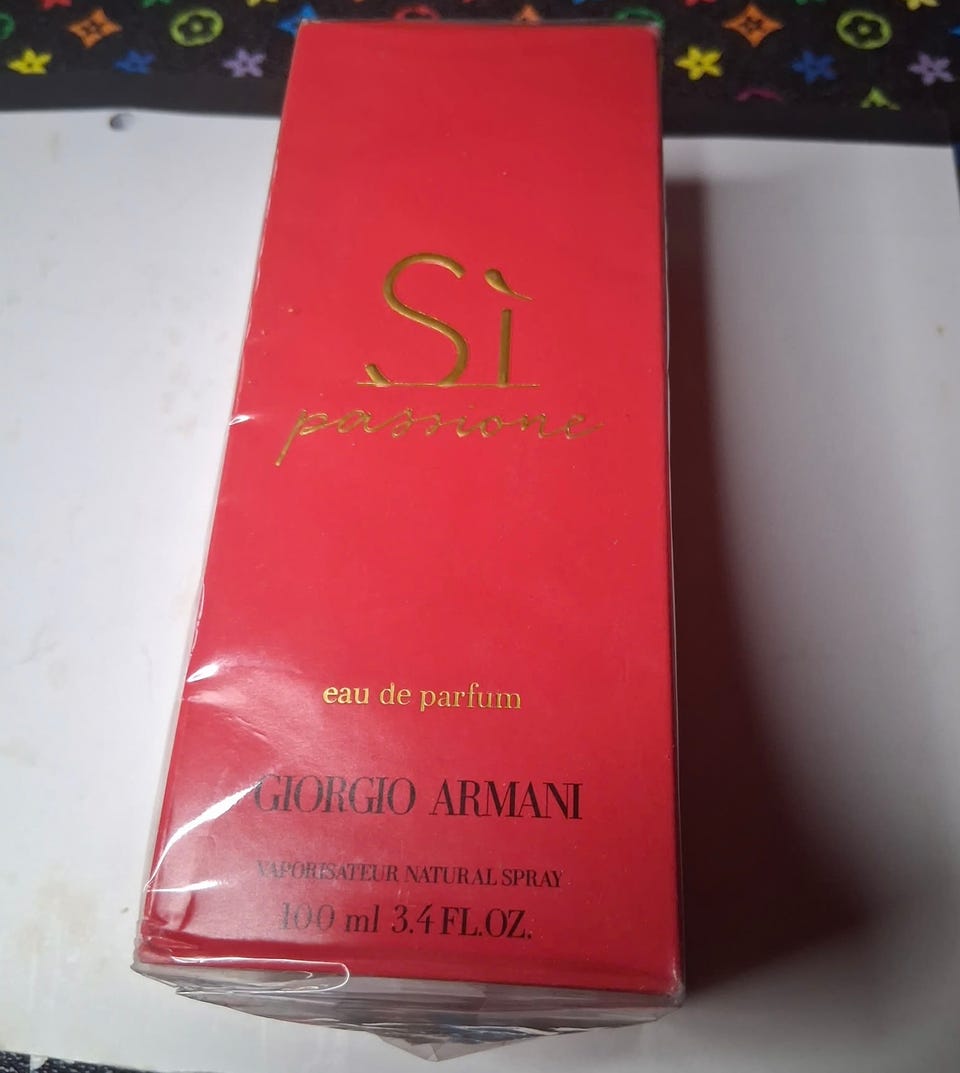 Sì
passione
eau de parfum
GIORGIO ARMANI
VAPORISATEUR NATURAL SPRAY
100 ml 3.4 FL.OZ.